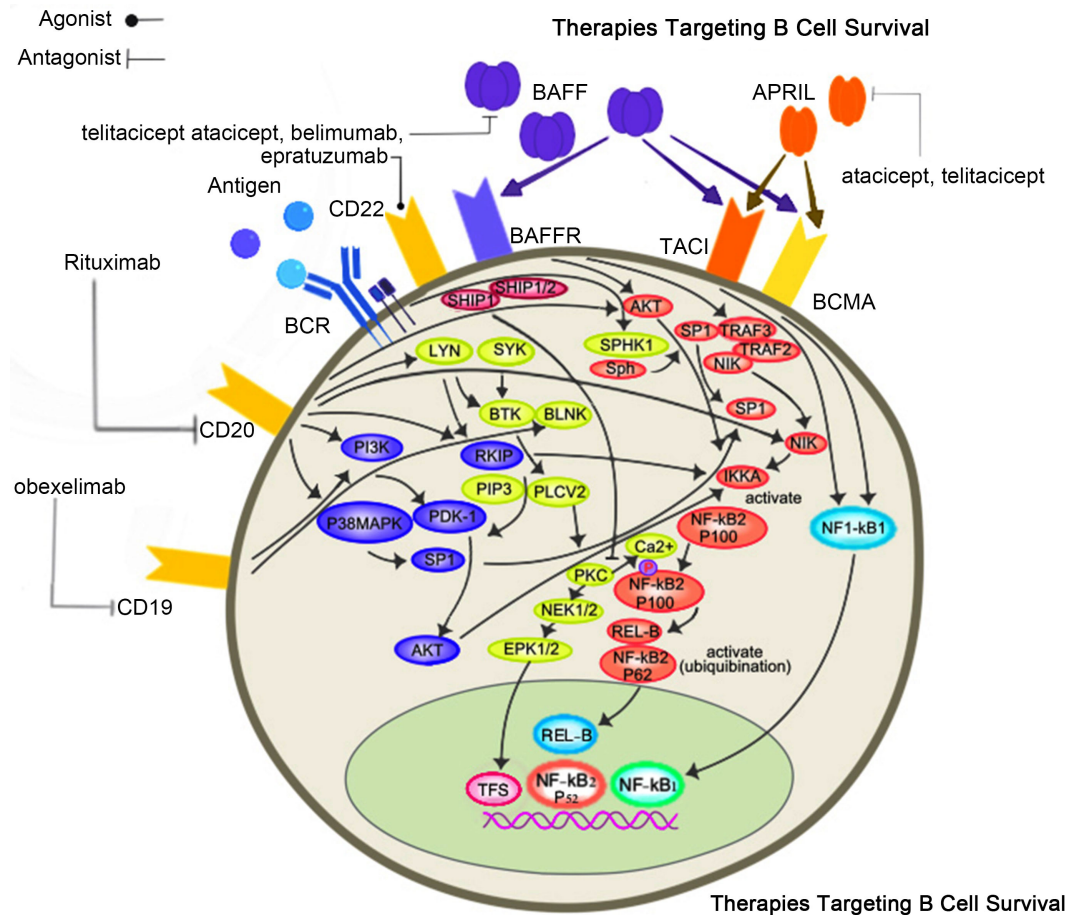 Agonist
Therapies Targeting B Cell Survival
Antagonist
BAFF
APRIL
telitacicept atacicept, belimumab,
epratuzumab
atacicept, telitacicept
Antigen
CD22
BAFFR
TACI
Rituximab
BCMA
BCR
SHIP1/2
SHIP1
AKT
SP1
TRAF3
SPHK1
TRAF2
LYN
SYK
NIK
Sph
SP1
BTK
BLNK
CD20
PI3K
NIK
RKIP
IKKA
activate
obexelimab
PIP3
PLCV2
P38MAPK
PDK-1
NF-kB2
P100
NF1-kB1
SP1
Ca2+
P
PKC
NF-kB2
P100
CD19
NEK1/2
REL-B
AKT
EPK1/2
NF-kB2
P62
activate
(ubiquibination)
REL-B
TFS
NF-kB2
P52
NF-kB1
Therapies Targeting B Cell Survival